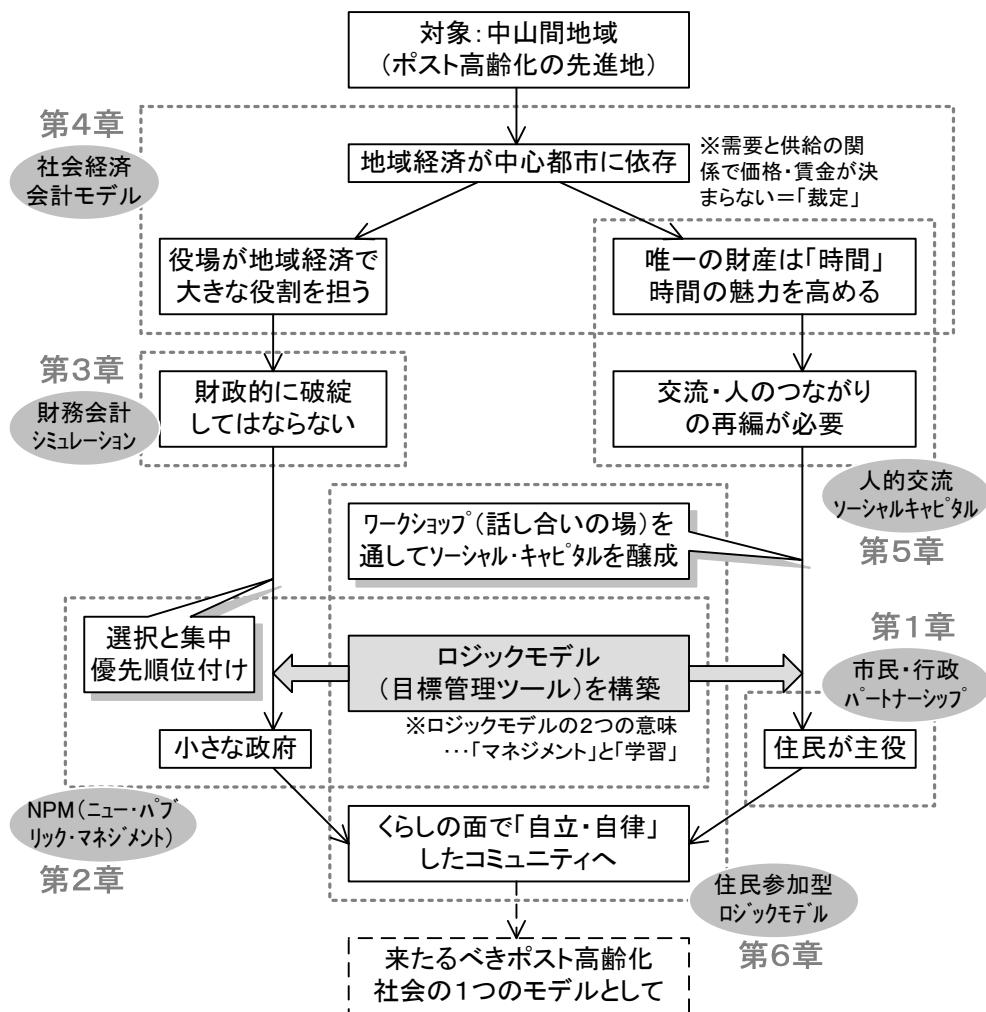 対象：中山間地域
（ポスト高齢化の先進地）
第4章
社会経済
会計モデル
地域経済が中心都市に依存
※需要と供給の関
係で価格・賃金が決
まらない＝「裁定」
役場が地域経済で
大きな役割を担う
唯一の財産は「時間」
時間の魅力を高める
第3章
財務会計
シミュレーション
財政的に破綻
してはならない
交流・人のつながり
の再編が必要
人的交流
ソーシャルキャピタル
第5章
ワークショップ（話し合いの場）を
通してソーシャル・キャピタルを醸成
選択と集中
優先順位付け
ロジックモデル
（目標管理ツール）を構築
※ロジックモデルの2つの意味
…「マネジメント」と「学習」
第1章
市民・行政
パートナーシップ
小さな政府
住民が主役
NPM（ニュー・パブ
リック・マネジメント）
第2章
くらしの面で「自立・自律」
したコミュニティへ
住民参加型
ロジックモデル
第6章
来たるべきポスト高齢化
社会の1つのモデルとして